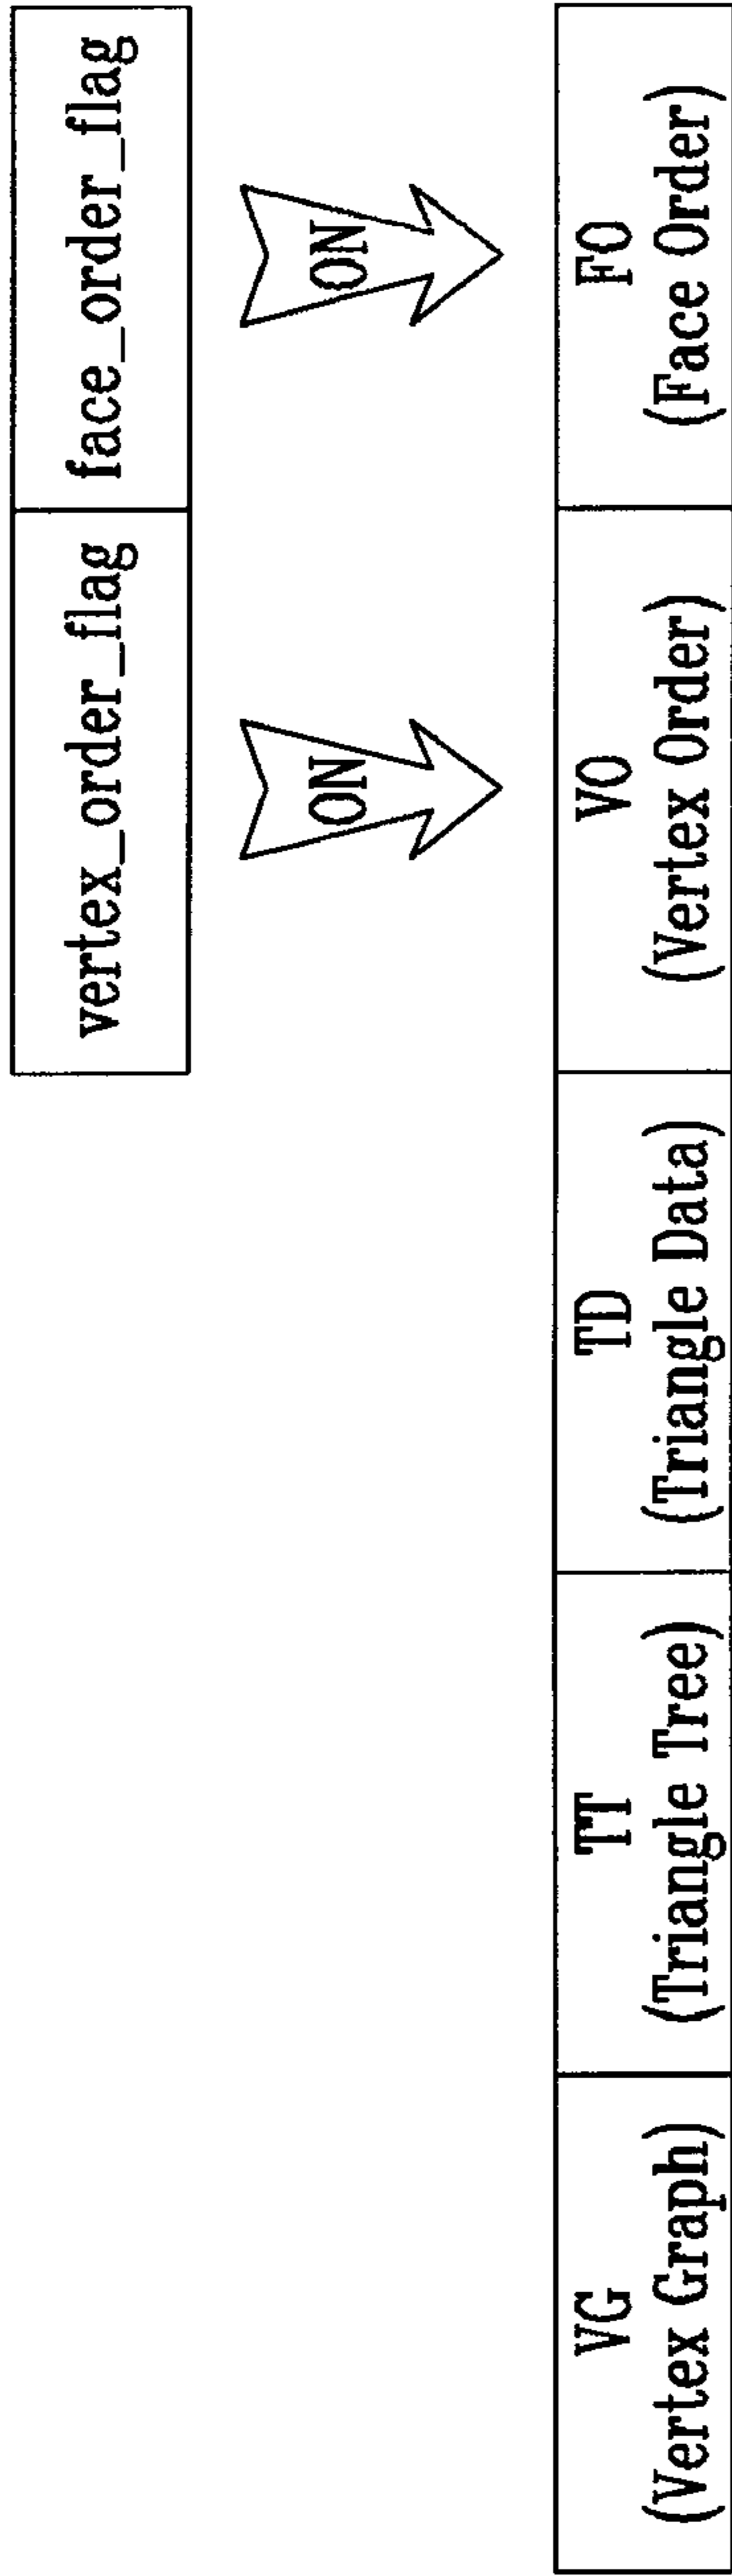 vertex_order_flag
face_order_flag
ON
ON
VG
(Vertex Graph)
TT
(Triangle Tree)
TD
(Triangle Data)
VO
(Vertex Order)
FO
(Face Order)